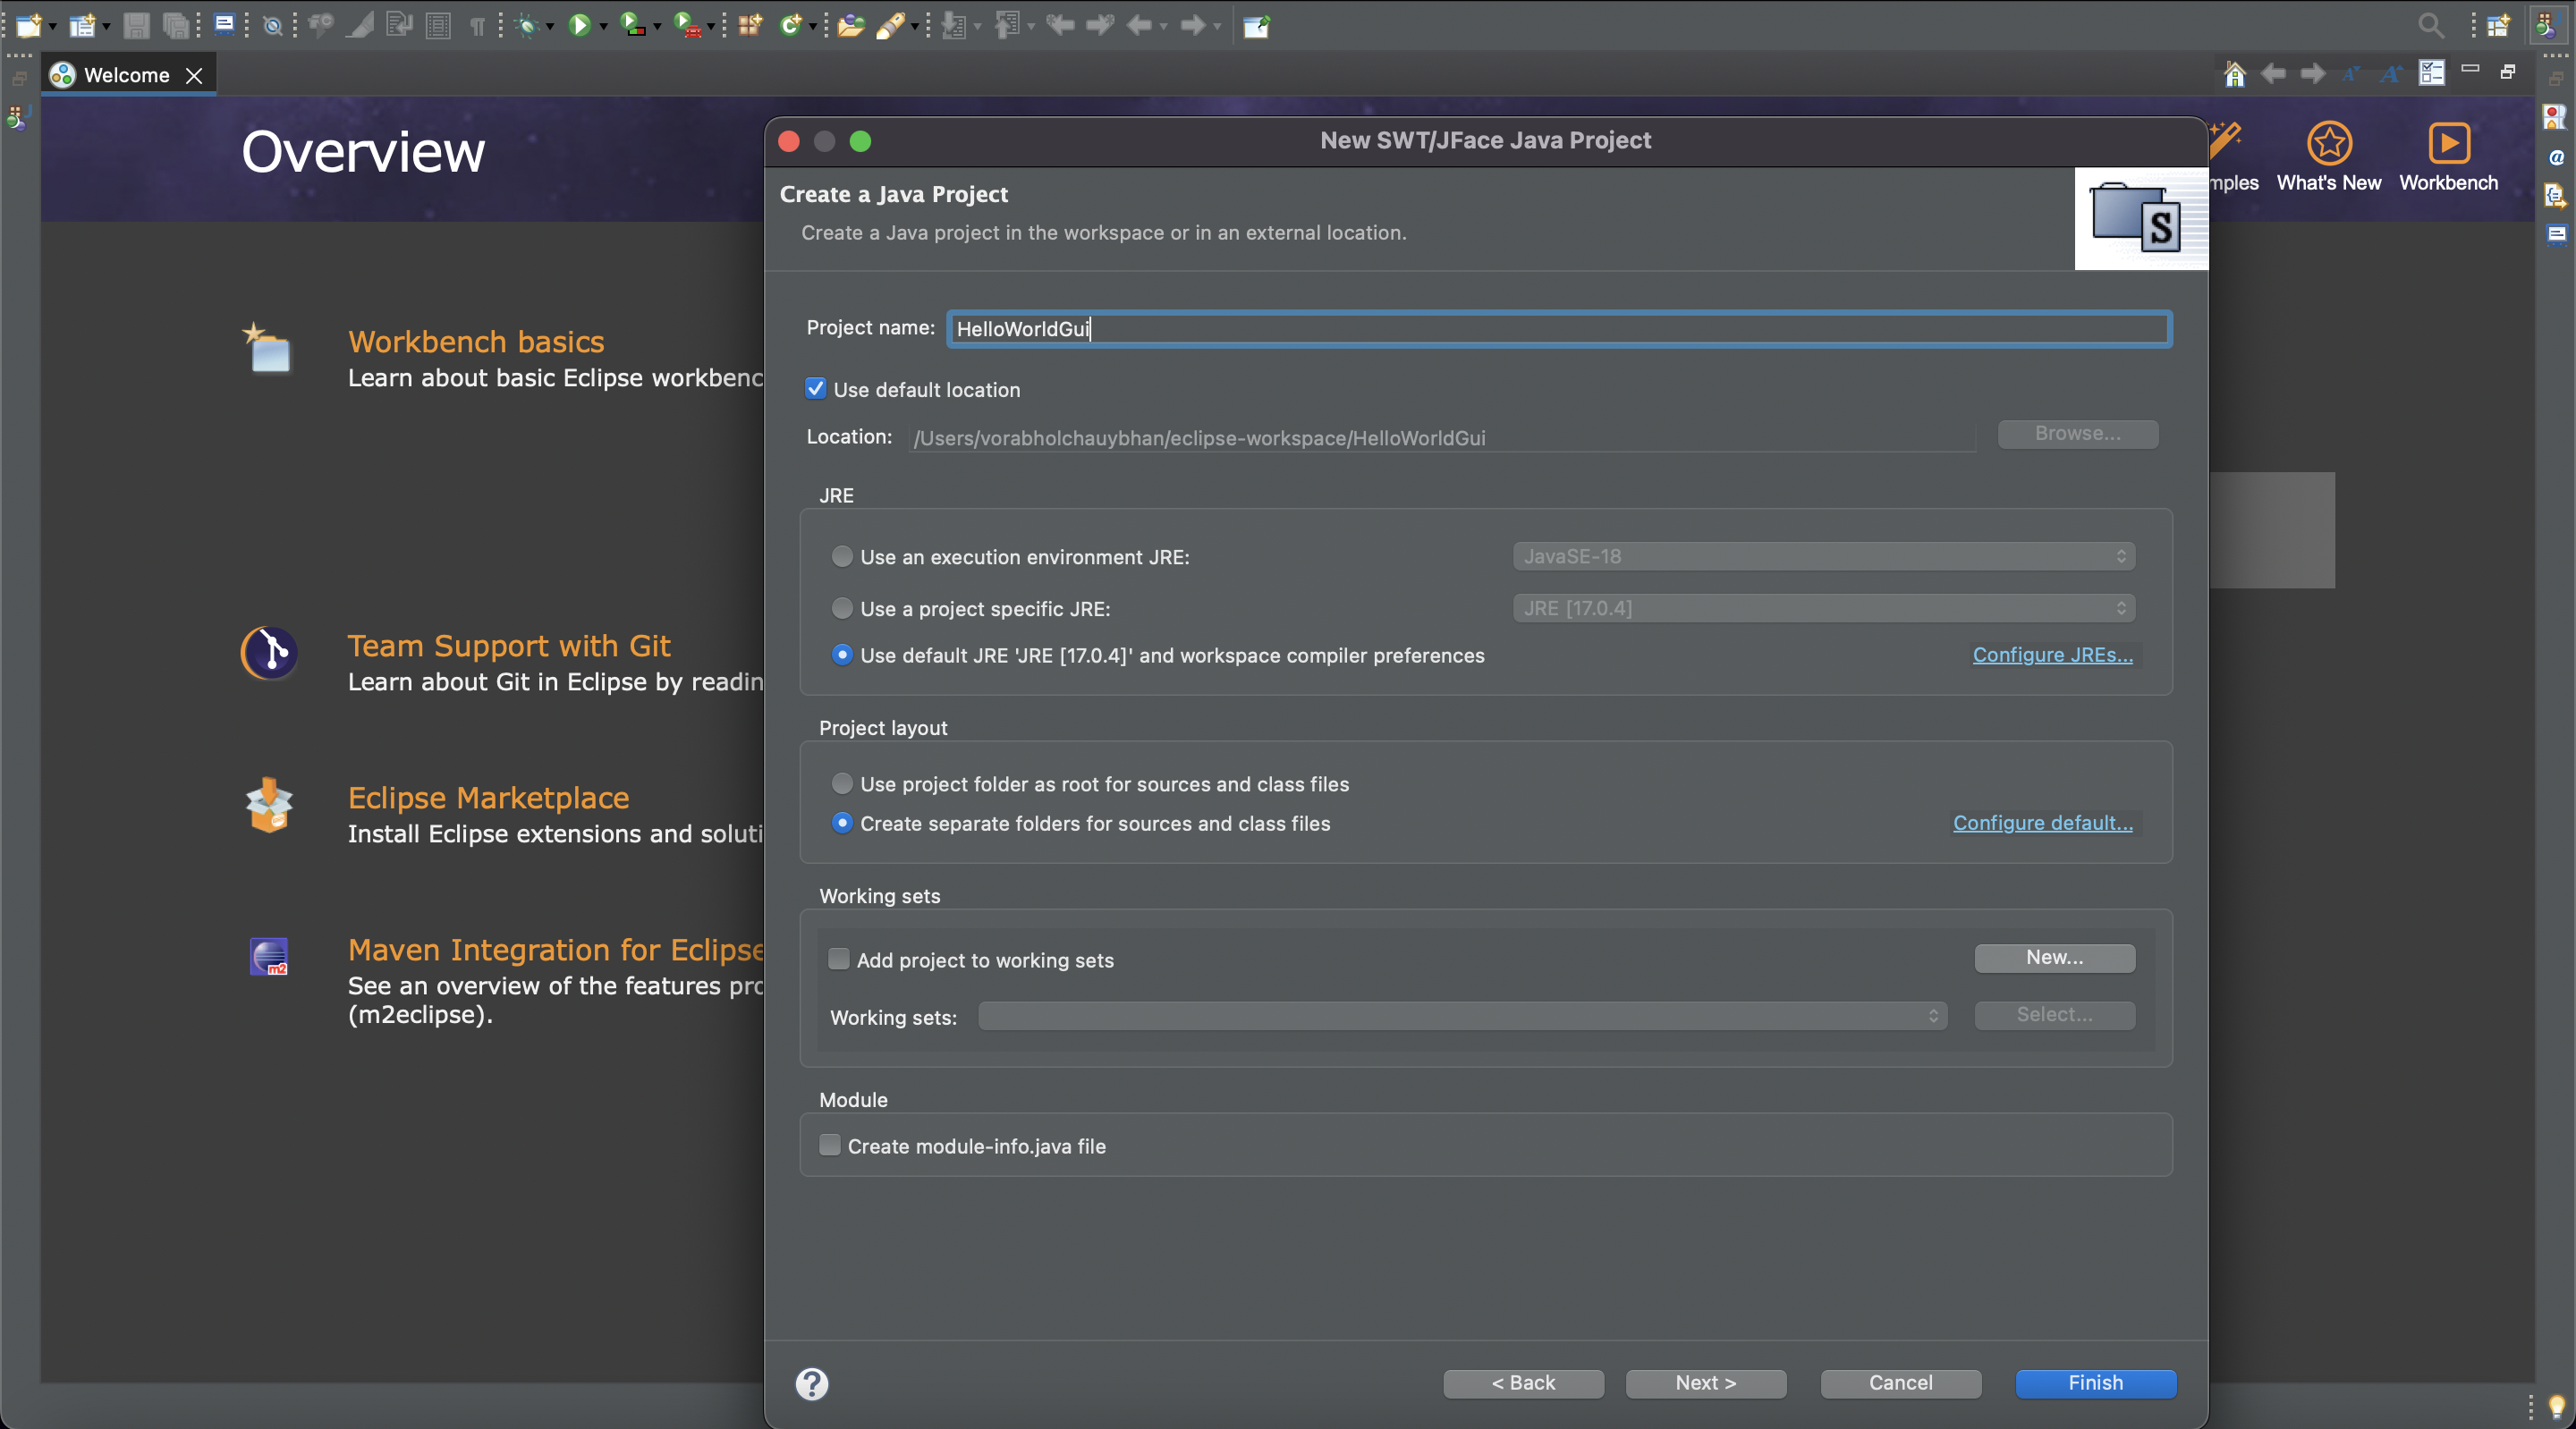 Welcome
Overview
mples
What's New
Workbench
New SWT/JFace Java Project
Create a Java Project
Create a Java project in the workspace or in an external location.
S
Project name: HelloWorldGui
Use default location
Location: /Users/vorabholchauybhan/eclipse-workspace/HelloWorldGui
Browse...
JRE
Use an execution environment JRE: JavaSE-18
Use a project specific JRE: JRE [17.0.4]
Use default JRE 'JRE [17.0.4]' and workspace compiler preferences
Configure JREs...
Project layout
Use project folder as root for sources and class files
Create separate folders for sources and class files
Configure default...
Working sets
Add project to working sets
New...
Working sets:
Select...
Module
Create module-info.java file
?
< Back
Next >
Cancel
Finish
Workbench basics
Learn about basic Eclipse workbenc
Team Support with Git
Learn about Git in Eclipse by readin
Eclipse Marketplace
Install Eclipse extensions and soluti
m2
Maven Integration for Eclipse
See an overview of the features pro
(m2eclipse).